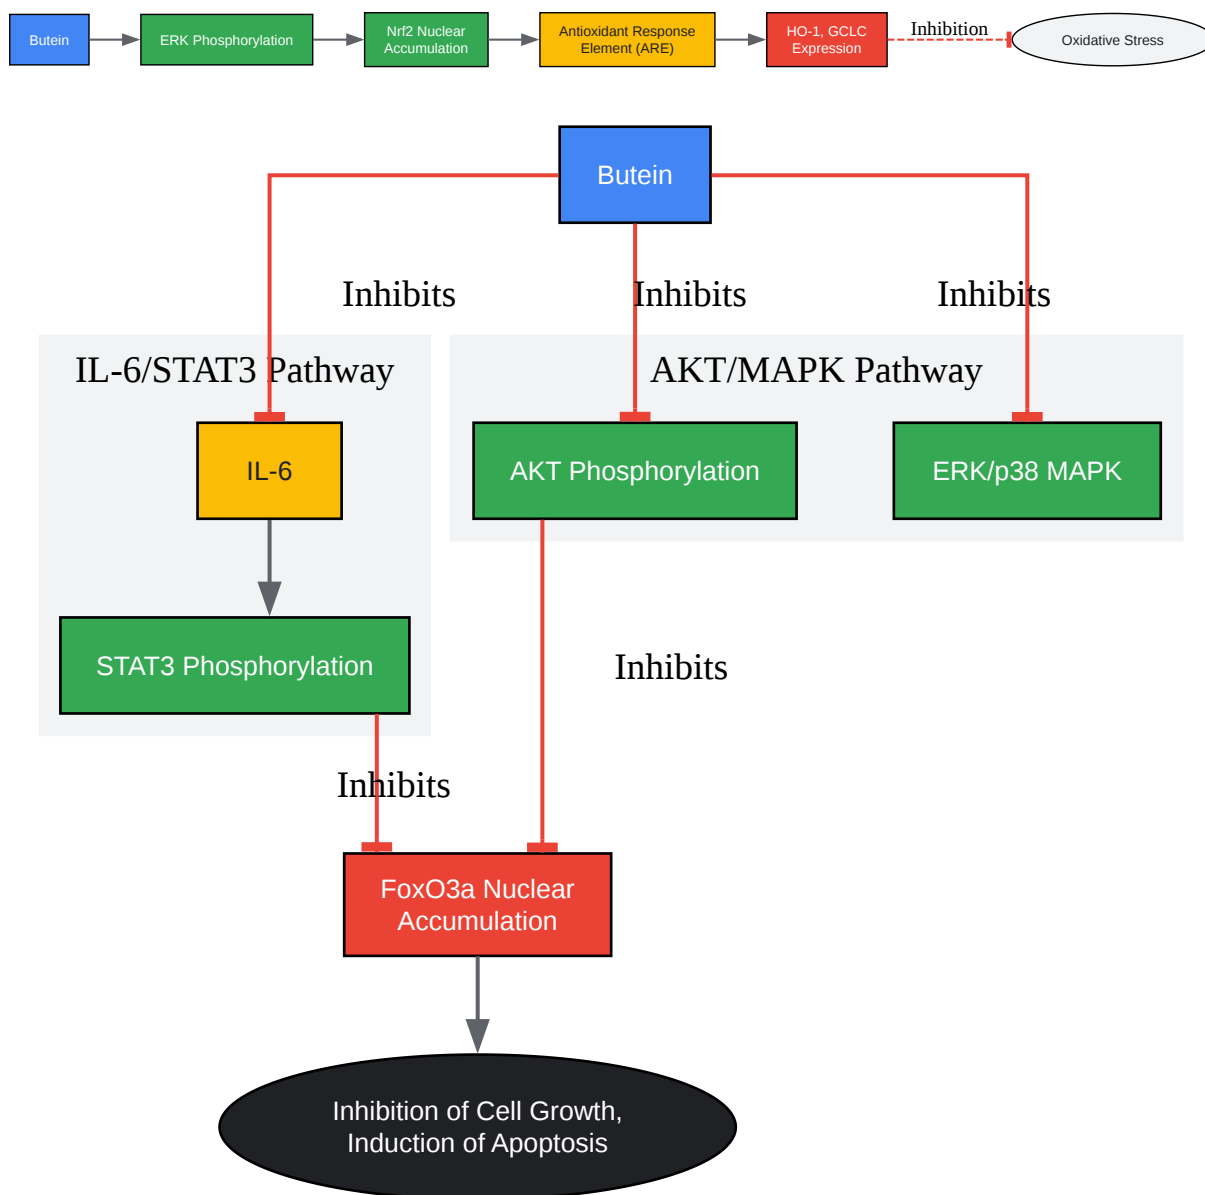 Butein
ERK Phosphorylation
Nrf2 Nuclear
Accumulation
Antioxidant Response
Element (ARE)
HO-1, GCLC
Expression
Inhibition
Oxidative Stress
Butein
Inhibits
Inhibits
Inhibits
IL-6/STAT3 Pathway
AKT/MAPK Pathway
IL-6
AKT Phosphorylation
ERK/p38 MAPK
STAT3 Phosphorylation
Inhibits
Inhibits
FoxO3a Nuclear
Accumulation
Inhibition of Cell Growth,
Induction of Apoptosis